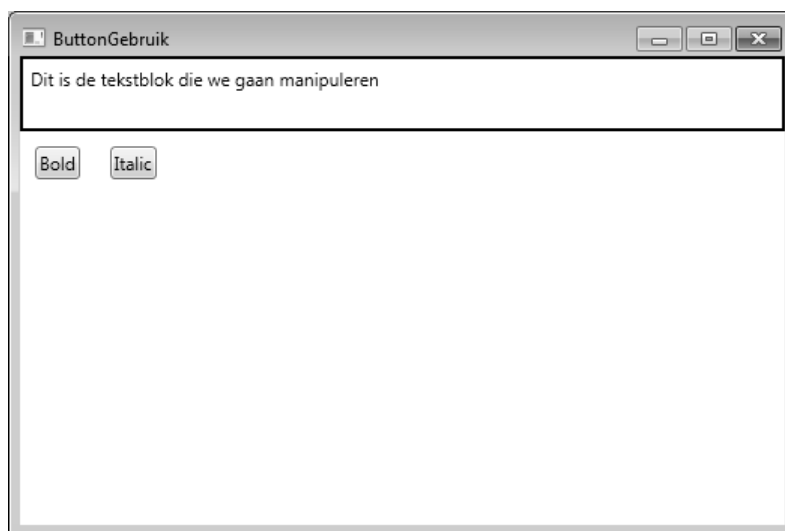 ButtonGebruik
Dit is de tekstblok die we gaan manipuleren
Bold Italic